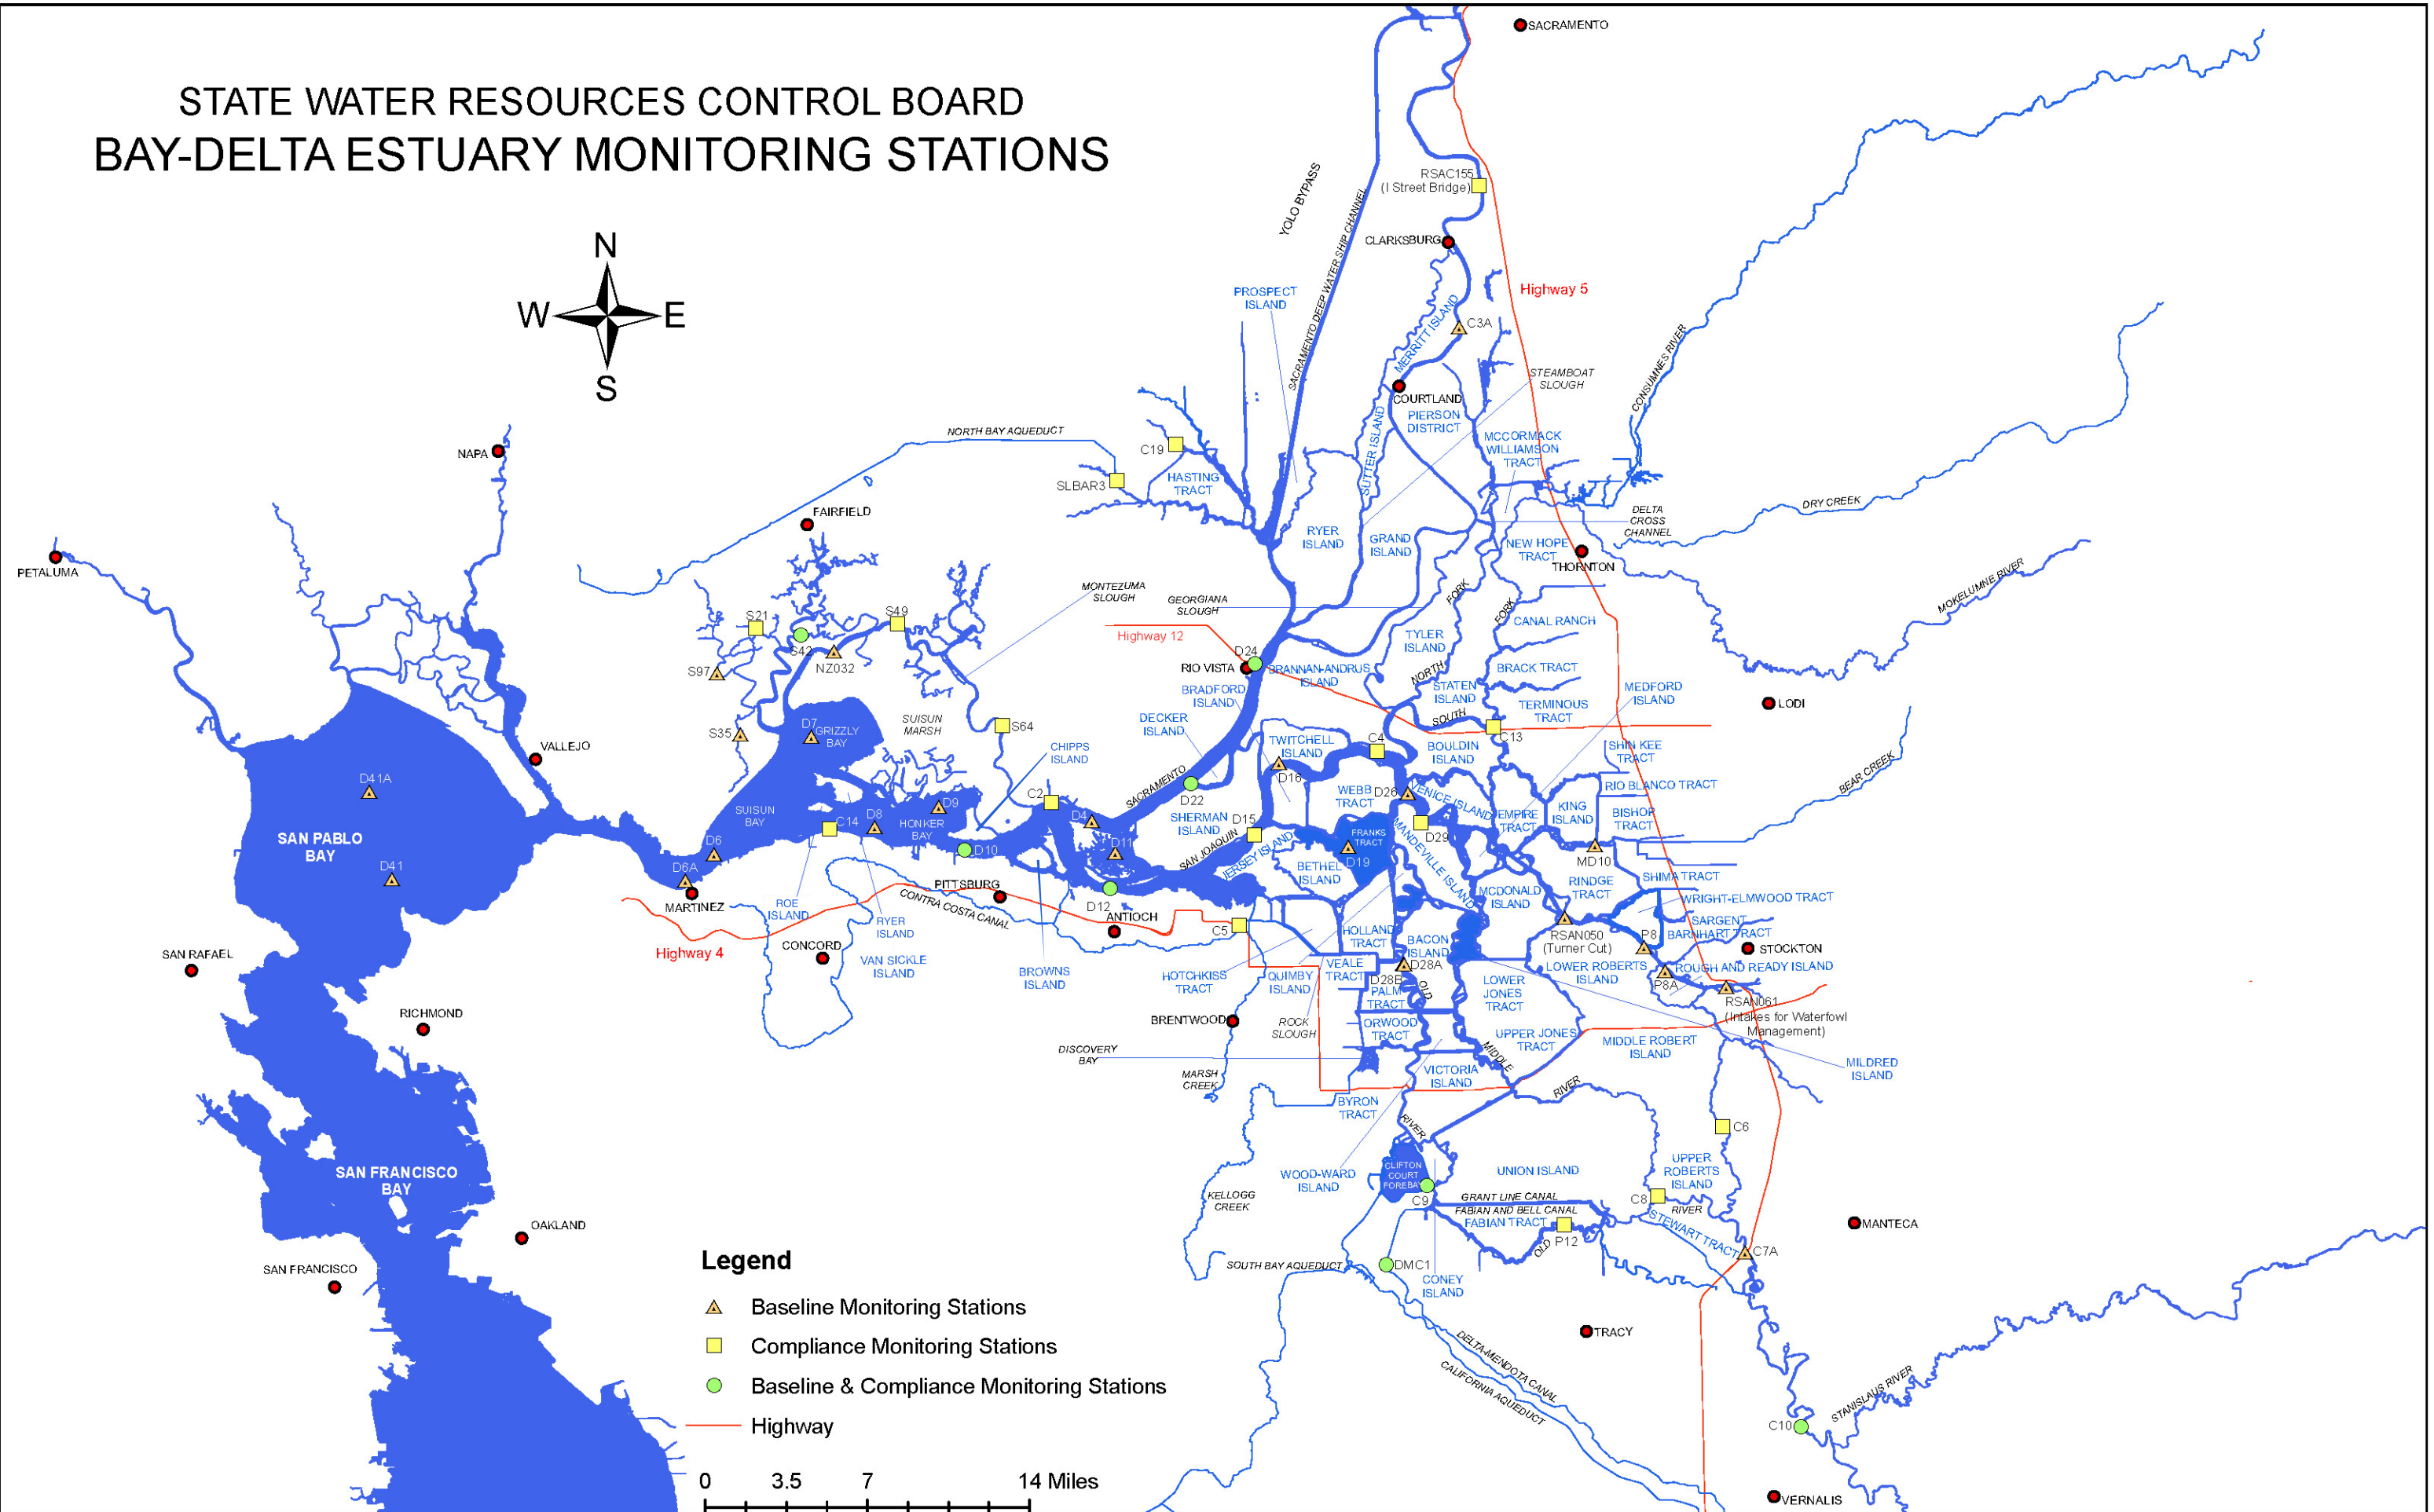 STATE WATER RESOURCES CONTROL BOARD
BAY-DELTA ESTUARY MONITORING STATIONS
N
W
E
S
SACRAMENTO
RSAC155
(I Street Bridge)
YOLO BYPASS
SACRAMENTO DEEP WATER SHIP CHANNEL
CLARKSBURG
Highway 5
PROSPECT
ISLAND
MERRITT ISLAND
C3A
CONSUMNES RIVER
STEAMBOAT
SLOUGH
COURTLAND
PIERSON
DISTRICT
SUTTER ISLAND
MCCORMACK
WILLIAMSON
TRACT
NORTH BAY AQUEDUCT
C19
SLBAR3
HASTING
TRACT
NAPA
FAIRFIELD
PETALUMA
DELTA
CROSS
CHANNEL
DRY CREEK
RYER
ISLAND
GRAND
ISLAND
NEW HOPE
TRACT
THORNTON
MOKELUMNE RIVER
MONTEZUMA
SLOUGH
GEORGIANA
SLOUGH
FORK
FORK
CANAL RANCH
S21
S42
S49
NZ032
S97
Highway 12
D24
RIO VISTA
BRANNAN-ANDRUS
ISLAND
TYLER
ISLAND
NORTH
BRACK TRACT
STATEN
ISLAND
MEDFORD
ISLAND
BRADFORD
ISLAND
TERMINOUS
TRACT
LODI
DECKER
ISLAND
SOUTH
C13
S35
D7
GRIZZLY
BAY
SUISUN
MARSH
S64
CHIPPS
ISLAND
TWITCHELL
ISLAND
C4
BOULDIN
ISLAND
SHIN KEE
TRACT
VALLEJO
D16
RIO BLANCO TRACT
BEAR CREEK
D41A
SACRAMENTO
D22
WEBB
TRACT
D26
VENICE ISLAND
EMPIRE
TRACT
KING
ISLAND
BISHOP
TRACT
SUISUN
BAY
C14
D8
D9
HONKER
BAY
C2
D4
SHERMAN
ISLAND
D15
FRANKS
TRACT
D29
SAN PABLO
BAY
D6
D10
D11
SAN JOAQUIN
JERSEY ISLAND
D19
MANDEVILLE ISLAND
MD10
D41
D6A
MARTINEZ
PITTSBURG
BETHEL
ISLAND
MCDONALD
ISLAND
RINDGE
TRACT
SHIMA TRACT
WRIGHT-ELMWOOD TRACT
ROE
ISLAND
RYER
ISLAND
CONTRA COSTA CANAL
D12
ANTIOCH
C5
HOLLAND
TRACT
BACON
ISLAND
RSAN050
(Turner Cut)
P8
SARGENT
BARNHART TRACT
STOCKTON
Highway 4
CONCORD
VAN SICKLE
ISLAND
BROWNS
ISLAND
HOTCHKISS
TRACT
QUIMBY
ISLAND
VEALE
TRACT
D28A
D28B
PALM
TRACT
OLD
LOWER
JONES
TRACT
LOWER ROBERTS
ISLAND
P8A
ROUGH AND READY ISLAND
RSAN061
(Intakes for Waterfowl
Management)
SAN RAFAEL
RICHMOND
BRENTWOOD
ROCK
SLOUGH
ORWOOD
TRACT
UPPER JONES
TRACT
MIDDLE ROBERT
ISLAND
DISCOVERY
BAY
MARSH
CREEK
VICTORIA
ISLAND
MIDDLE
RIVER
MILDRED
ISLAND
BYRON
TRACT
RIVER
C6
SAN FRANCISCO
BAY
WOOD-WARD
ISLAND
CLIFTON
COURT
FOREBAY
C9
UNION ISLAND
UPPER
ROBERTS
ISLAND
KELLOGG
CREEK
GRANT LINE CANAL
FABIAN AND BELL CANAL
FABIAN TRACT
C8
RIVER
OAKLAND
OLD
P12
STEWART TRACT
C7A
MANTECA
SAN FRANCISCO
SOUTH BAY AQUEDUCT
DMC1
CONEY
ISLAND
TRACY
DELTA-MENDOTA CANAL
CALIFORNIA AQUEDUCT
STANISLAUS RIVER
C10
VERNALIS
Legend
Baseline Monitoring Stations
Compliance Monitoring Stations
Baseline & Compliance Monitoring Stations
Highway
0 3.5 7 14 Miles